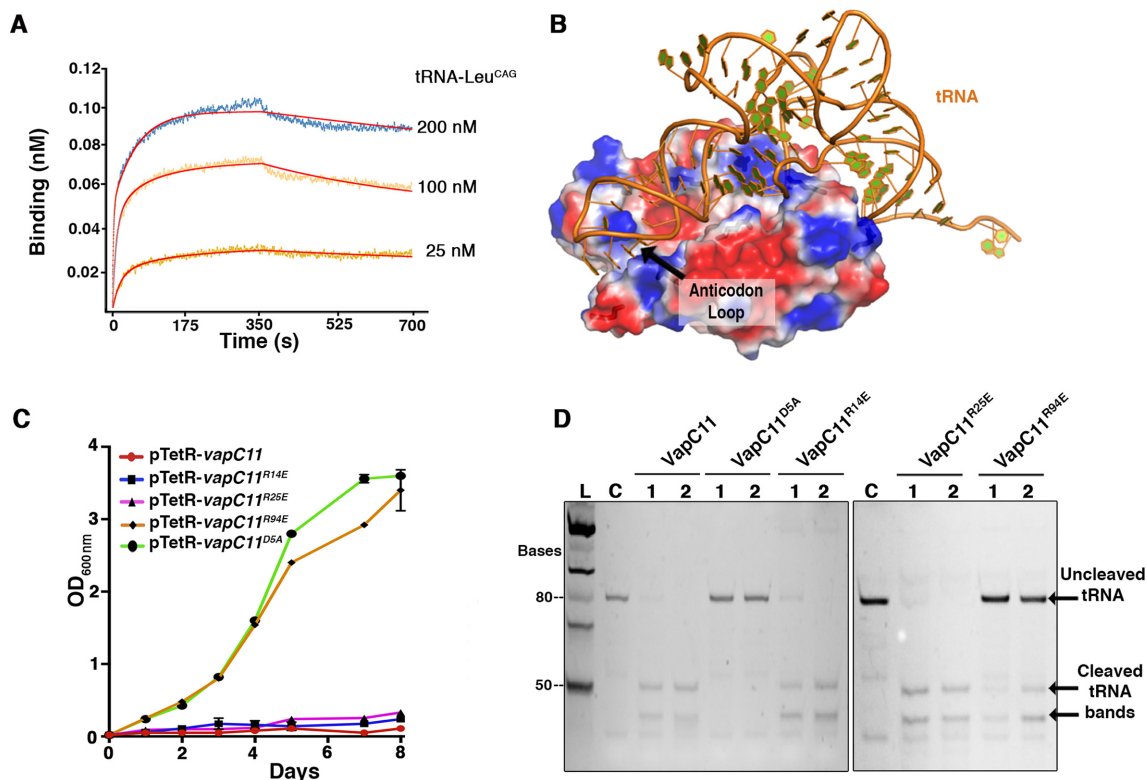 A
tRNA-Leu^CAG
Binding (nM)
0.12
0.10
0.08
0.06
0.04
0.02
200 nM
100 nM
25 nM
0
175
350
525
700
Time (s)
B
tRNA
Anticodon
Loop
C
pTetR-vapC11
pTetR-vapC11^R14E
pTetR-vapC11^R25E
pTetR-vapC11^R94E
pTetR-vapC11^D5A
OD600 nm
4
3
2
1
0
0
2
4
6
8
Days
D
VapC11
VapC11^D5A
VapC11^R14E
VapC11^R25E
VapC11^R94E
L C 1 2 1 2 1 2
C 1 2 1 2
Bases
80--
50--
Uncleaved
tRNA
Cleaved
tRNA
bands